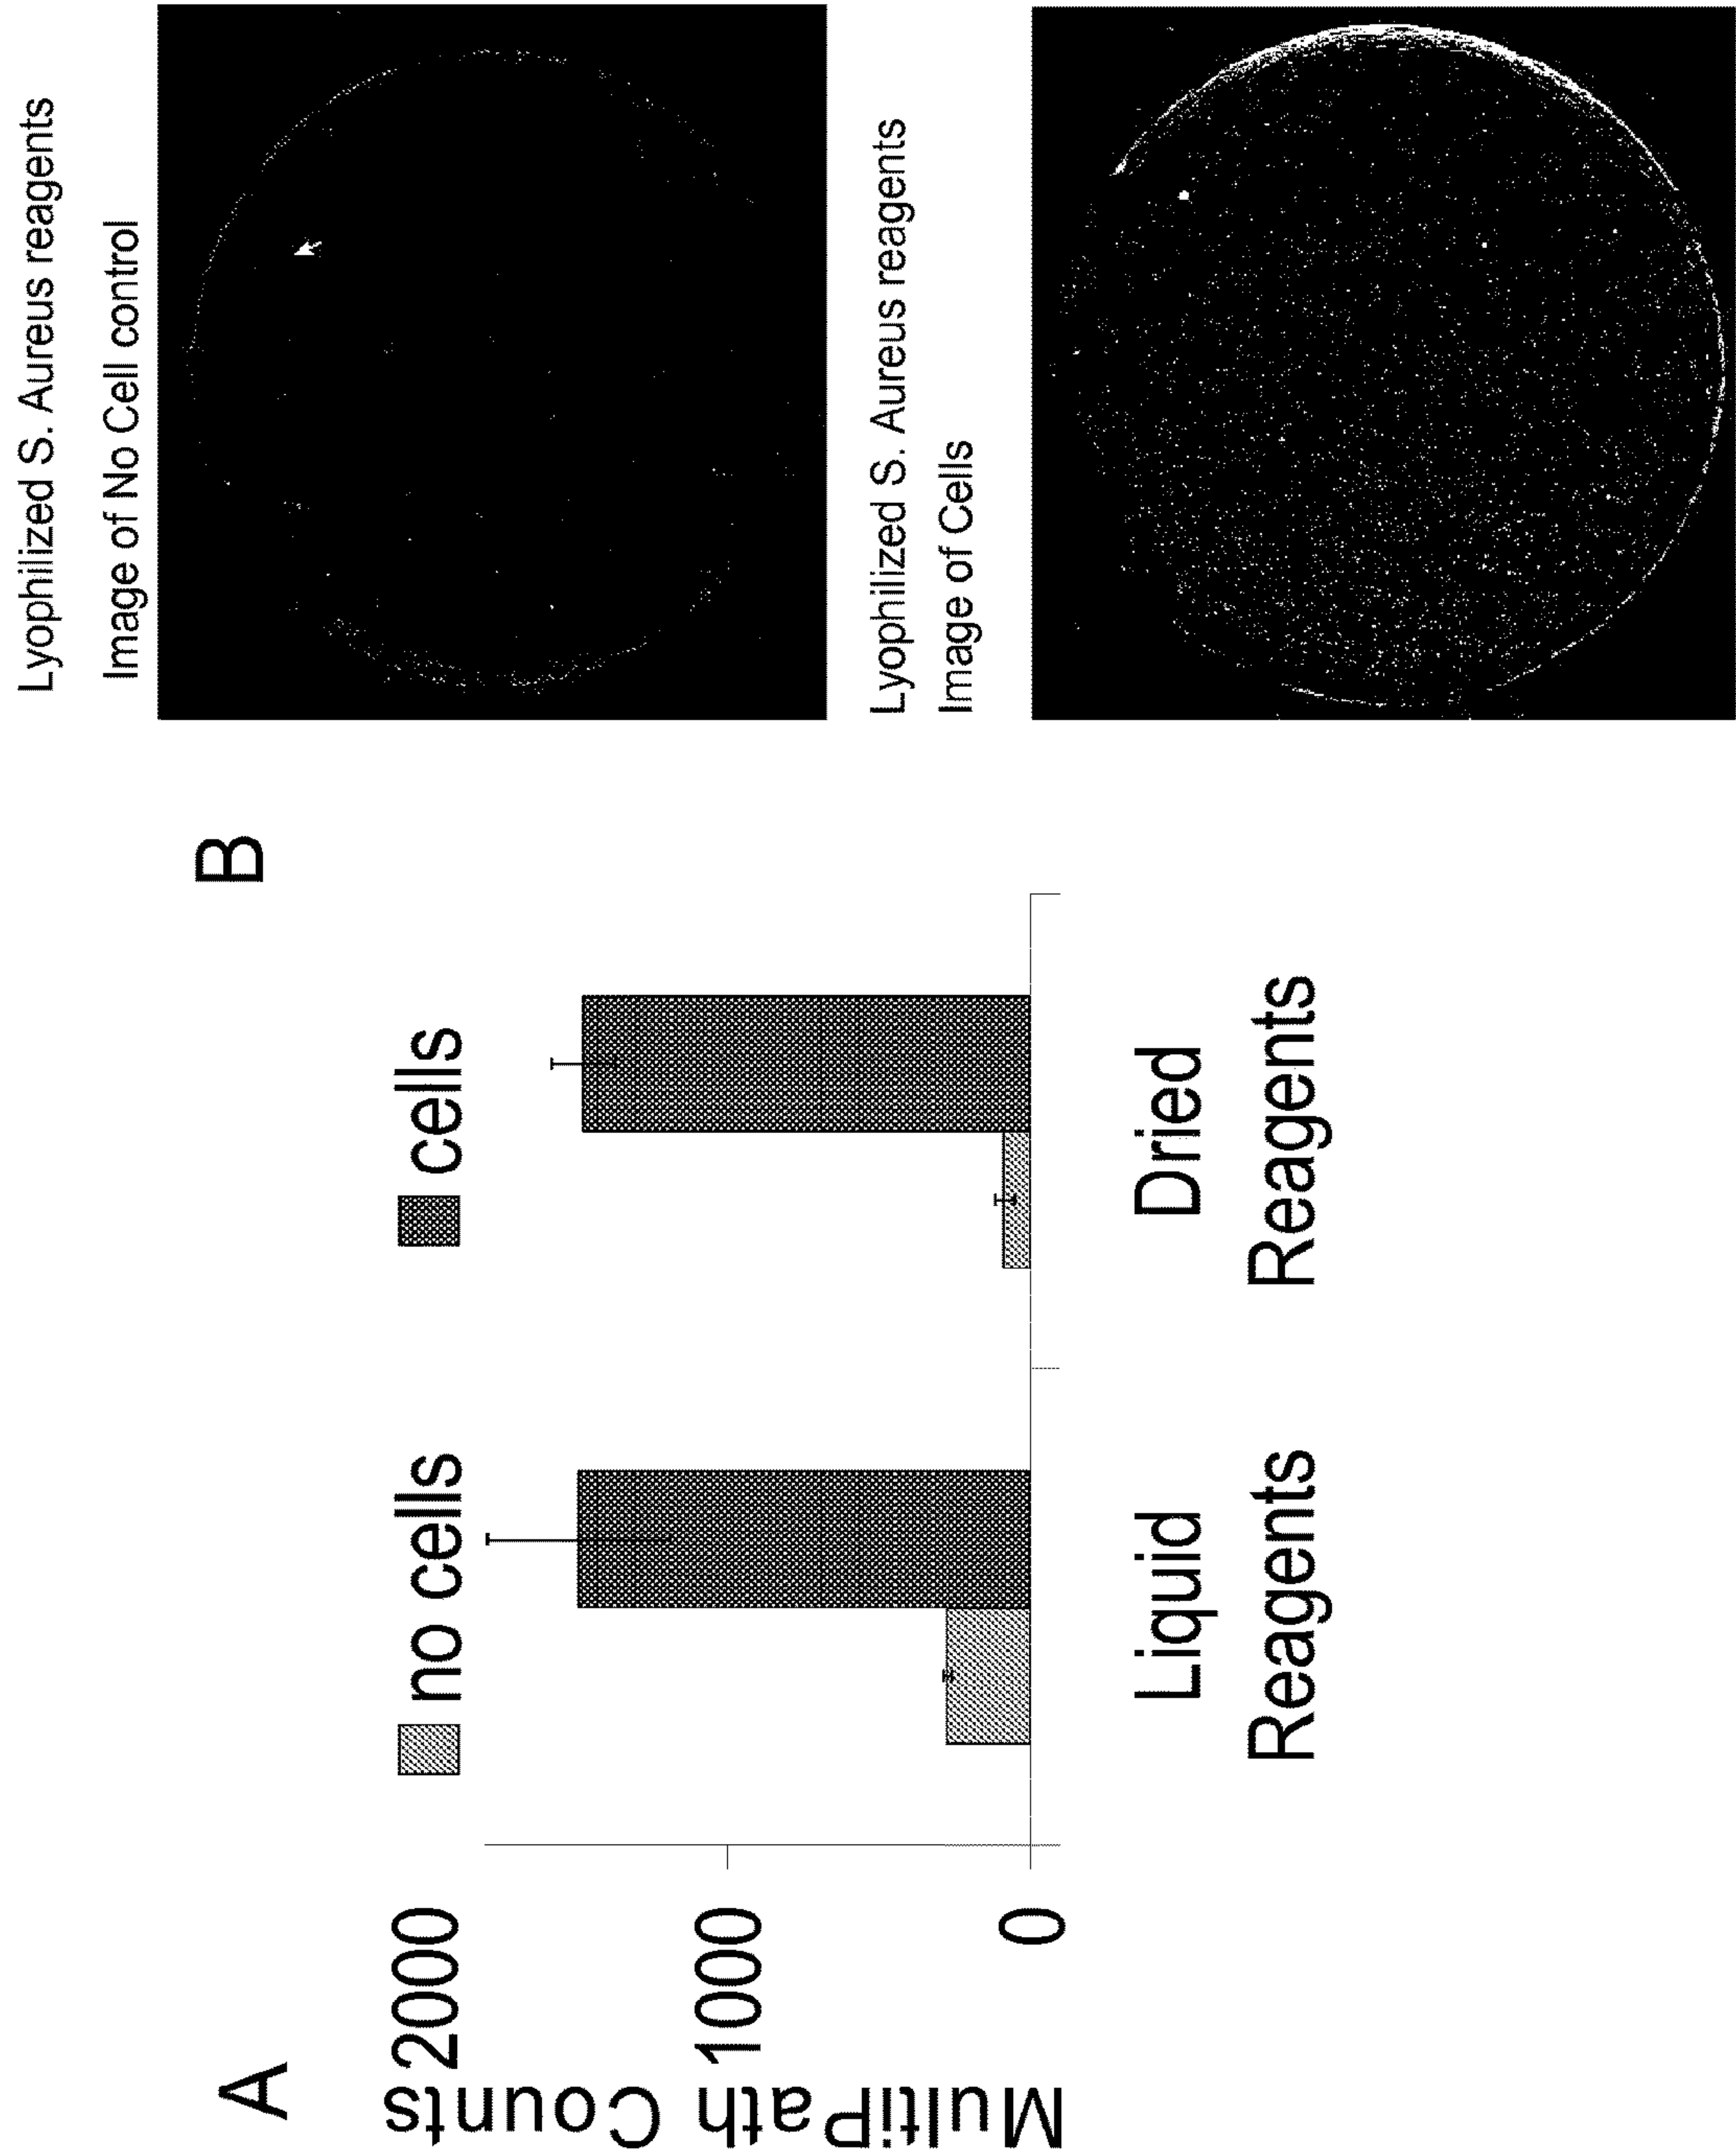 A
MultiPath Counts
2000
1000
0
no cells
cells
Liquid
Reagents
Dried
Reagents
B
Lyophilized S. Aureus reagents
Image of No Cell control
Lyophilized S. Aureus reagents
Image of Cells